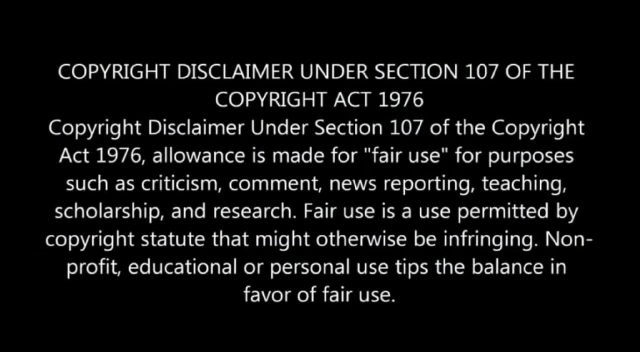 COPYRIGHT DISCLAIMER UNDER SECTION 107 OF THE
COPYRIGHT ACT 1976
Copyright Disclaimer Under Section 107 of the Copyright
Act 1976, allowance is made for "fair use" for purposes
such as criticism, comment, news reporting, teaching,
scholarship, and research. Fair use is a use permitted by
copyright statute that might otherwise be infringing. Non-
profit, educational or personal use tips the balance in
favor of fair use.